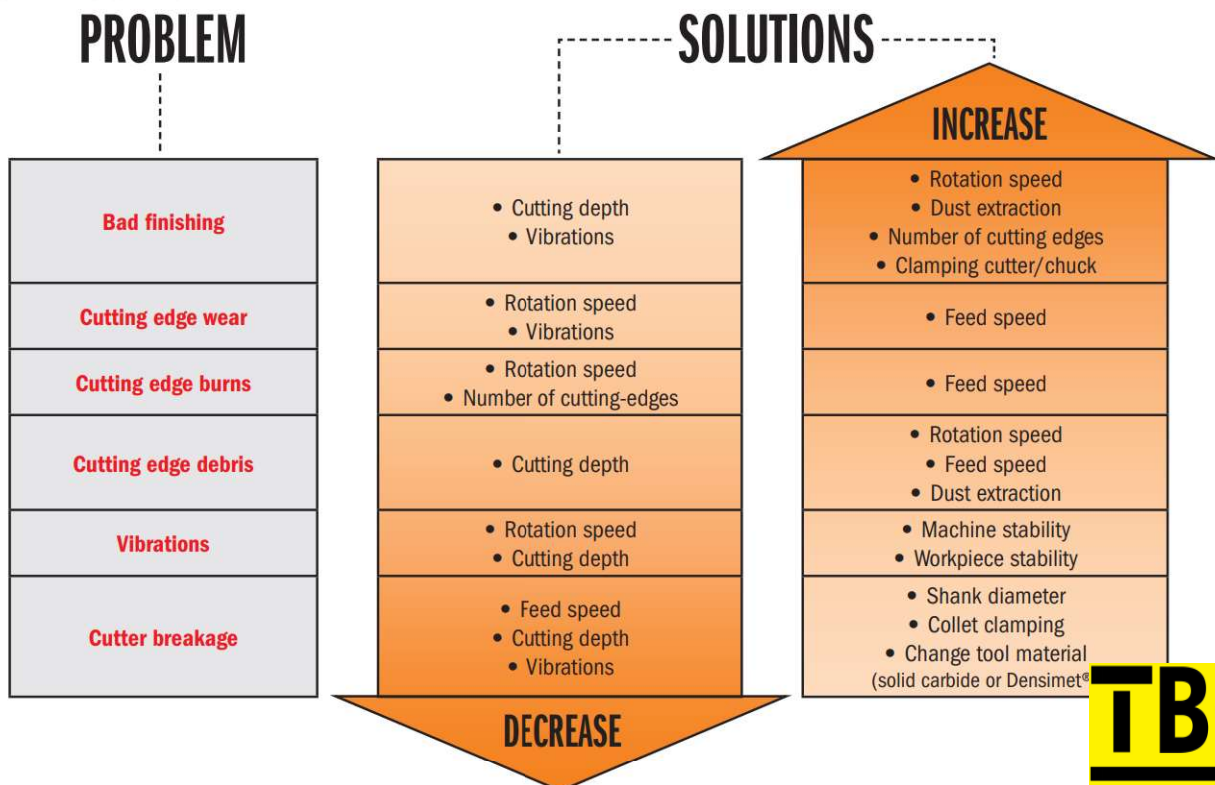 PROBLEM
SOLUTIONS
INCREASE
Bad finishing
• Cutting depth
• Vibrations
• Rotation speed
• Dust extraction
• Number of cutting edges
• Clamping cutter/chuck
Cutting edge wear
• Rotation speed
• Vibrations
• Feed speed
Cutting edge burns
• Rotation speed
• Number of cutting-edges
• Feed speed
Cutting edge debris
• Cutting depth
• Rotation speed
• Feed speed
• Dust extraction
Vibrations
• Rotation speed
• Cutting depth
• Machine stability
• Workpiece stability
Cutter breakage
• Feed speed
• Cutting depth
• Vibrations
• Shank diameter
• Collet clamping
• Change tool material
(solid carbide or Densimet®
DECREASE
TB